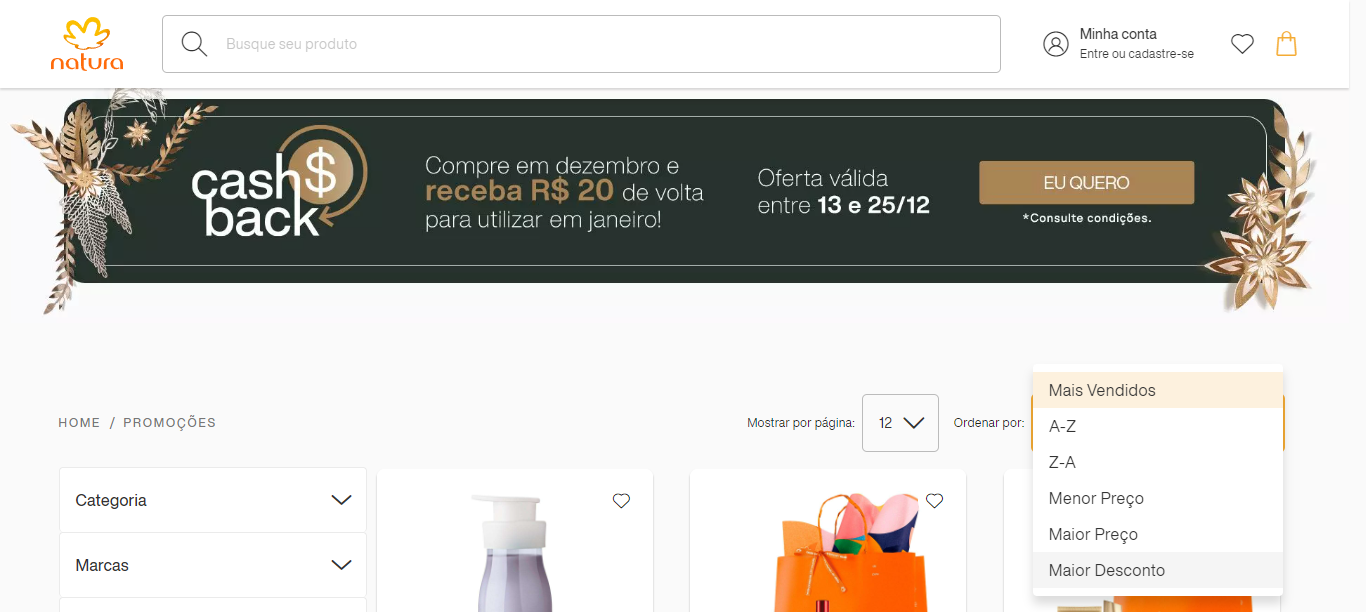 natura
Busque seu produto
Minha conta
Entre ou cadastre-se
cash$
back
Compre em dezembro e
receba R$ 20 de volta
para utilizar em janeiro!
Oferta válida
entre 13 e 25/12
EU QUERO
*Consulte condições.
HOME / PROMOÇÕES
Mostrar por página:
12
Ordenar por:
Mais Vendidos
A-Z
Z-A
Menor Preço
Maior Preço
Maior Desconto
Categoria
Marcas